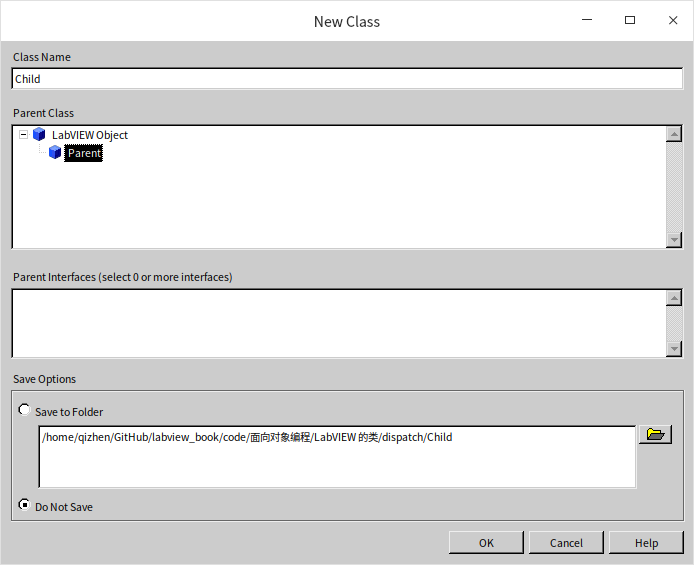 New Class
Class Name
Child
Parent Class
LabVIEW Object
Parent
Parent Interfaces (select 0 or more interfaces)
Save Options
Save to Folder
/home/qizhen/GitHub/labview_book/code/面向对象编程/LabVIEW 的类/dispatch/Child
Do Not Save
OK Cancel Help